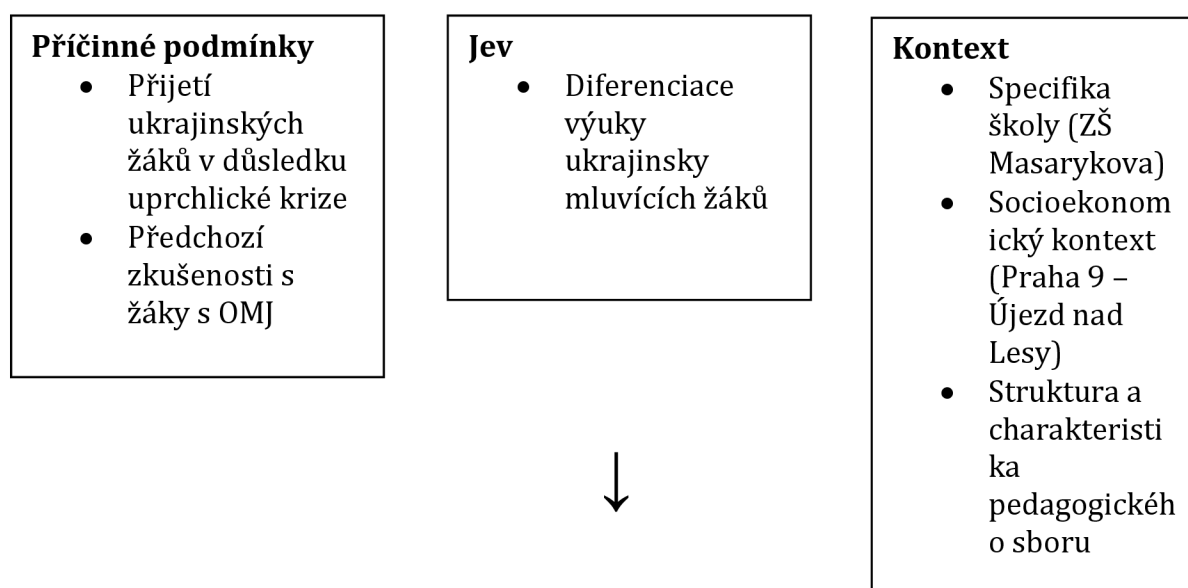 Příčinné podmínky
• Přijetí
ukrajinských
žáků v důsledku
uprchlické krize
• Předchozí
zkušenosti s
žáky s OMJ
Jev
• Diferenciace
výuky
ukrajinsky
mluvících žáků
Kontext
• Specifika
školy (ZŠ
Masarykova)
• Socioekonom
ický kontext
(Praha 9 –
Újezd nad
Lesy)
• Struktura a
charakteristi
ka
pedagogickéh
o sboru
↓